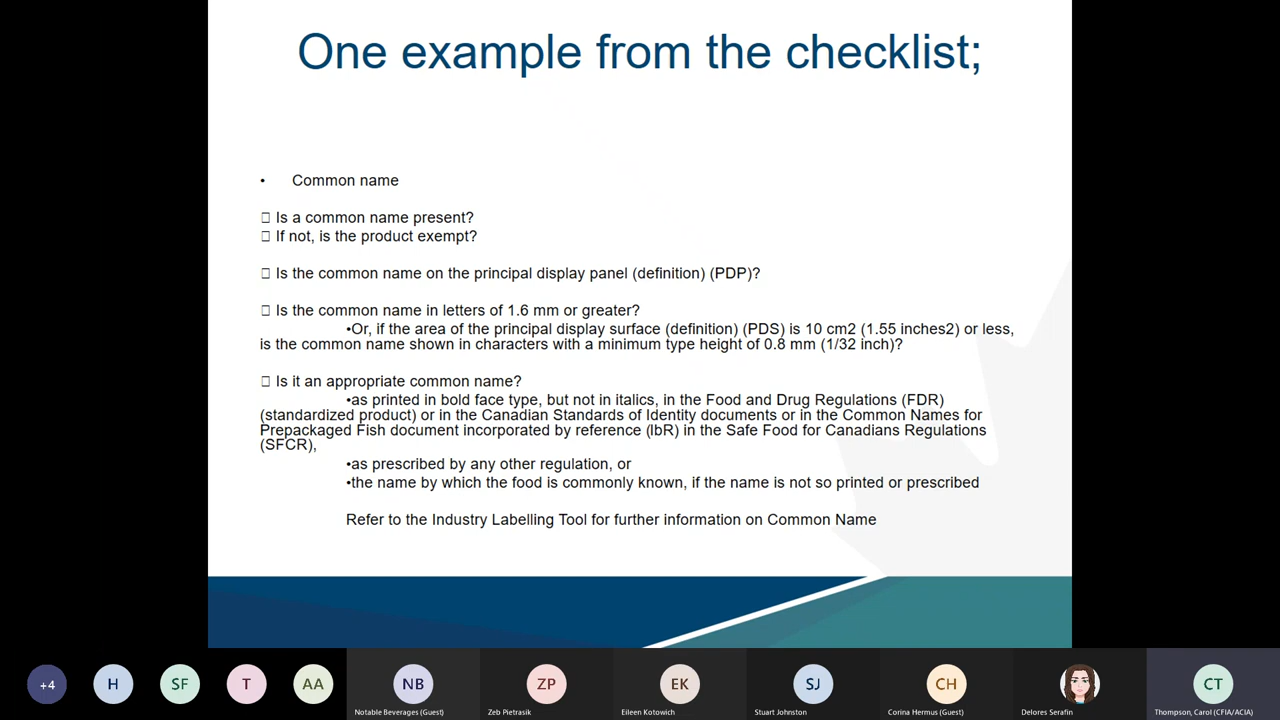 One example from the checklist;
• Common name
Is a common name present?
If not, is the product exempt?
Is the common name on the principal display panel (definition) (PDP)?
Is the common name in letters of 1.6 mm or greater?
•Or, if the area of the principal display surface (definition) (PDS) is 10 cm2 (1.55 inches2) or less,
is the common name shown in characters with a minimum type height of 0.8 mm (1/32 inch)?
Is it an appropriate common name?
•as printed in bold face type, but not in italics, in the Food and Drug Regulations (FDR)
(standardized product) or in the Canadian Standards of Identity documents or in the Common Names for
Prepackaged Fish document incorporated by reference (IbR) in the Safe Food for Canadians Regulations
(SFCR),
•as prescribed by any other regulation, or
•the name by which the food is commonly known, if the name is not so printed or prescribed
Refer to the Industry Labelling Tool for further information on Common Name
+4
H
SF
T
AA
NB
ZP
EK
SJ
CH
CT
Notable Beverages (Guest)
Zeb Pietrasik
Eileen Kotowich
Stuart Johnston
Corina Hermus (Guest)
Delores Serafin
Thompson, Carol (CFIA/ACIA)